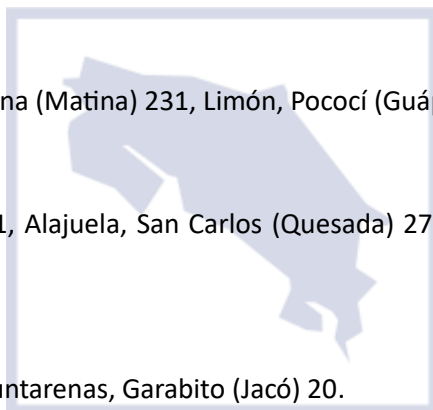 na (Matina) 231, Limón, Pococí (Guá
, Alajuela, San Carlos (Quesada) 27
untarenas, Garabito (Jacó) 20.